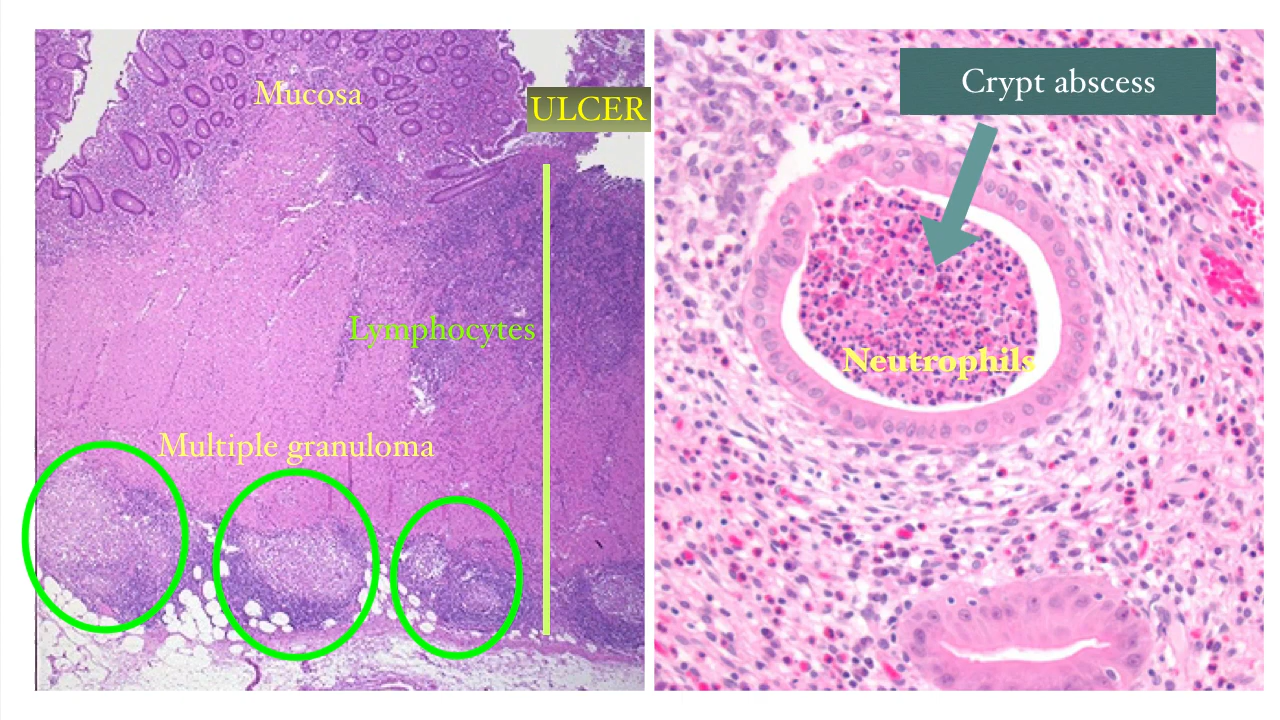 Mucosa
ULCER
Lymphocytes
Multiple granuloma
Crypt abscess
Neutrophils